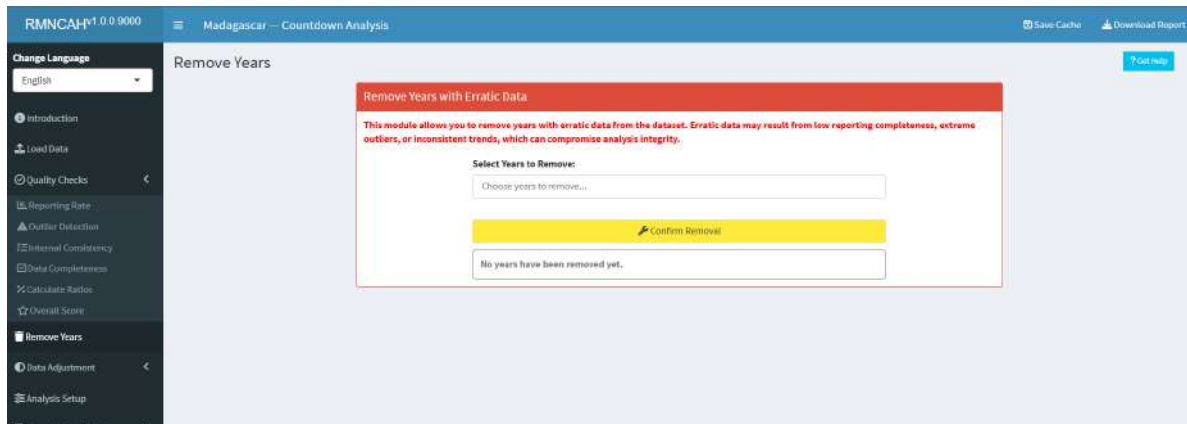 RMNCAH v1.0.0.9000
Madagascar — Countdown Analysis
Save Cache
Download Report
Change Language
English
Introduction
Load Data
Quality Checks
Reporting Rate
Outlier Detection
Internal Consistency
Data Completeness
Calculate Ratios
Overall Score
Remove Years
Data Adjustment
Analysis Setup
Remove Years
? Get Help
Remove Years with Erratic Data
This module allows you to remove years with erratic data from the dataset. Erratic data may result from low reporting completeness, extreme
outliers, or inconsistent trends, which can compromise analysis integrity.
Select Years to Remove:
Choose years to remove...
Confirm Removal
No years have been removed yet.